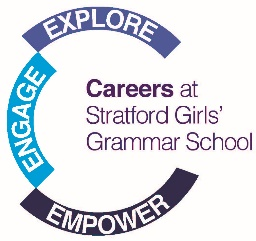 EXPLORE
ENGAGE
EMPOWER
Careers at
Stratford Girls'
Grammar School